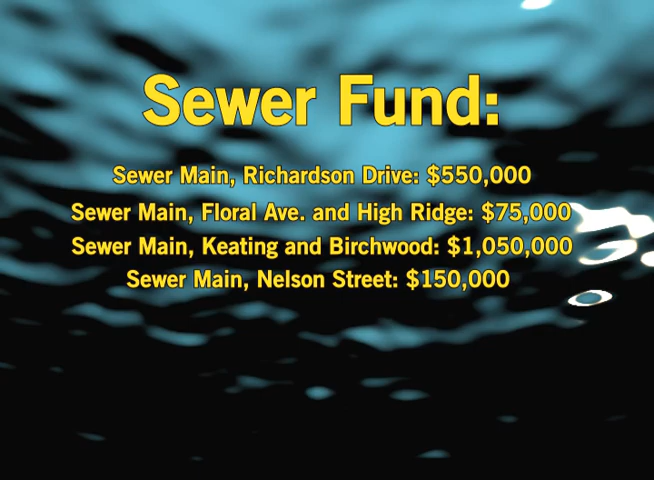 Sewer Fund:
Sewer Main, Richardson Drive: $550,000
Sewer Main, Floral Ave. and High Ridge: $75,000
Sewer Main, Keating and Birchwood: $1,050,000
Sewer Main, Nelson Street: $150,000